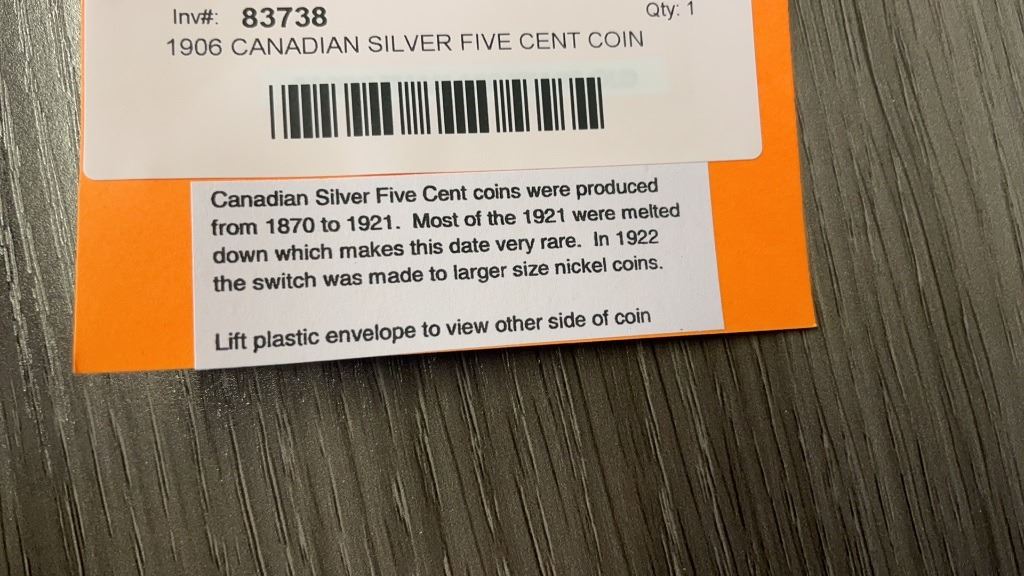 Inv#: 83738 Qty: 1
1906 CANADIAN SILVER FIVE CENT COIN
Canadian Silver Five Cent coins were produced
from 1870 to 1921. Most of the 1921 were melted
down which makes this date very rare. In 1922
the switch was made to larger size nickel coins.
Lift plastic envelope to view other side of coin